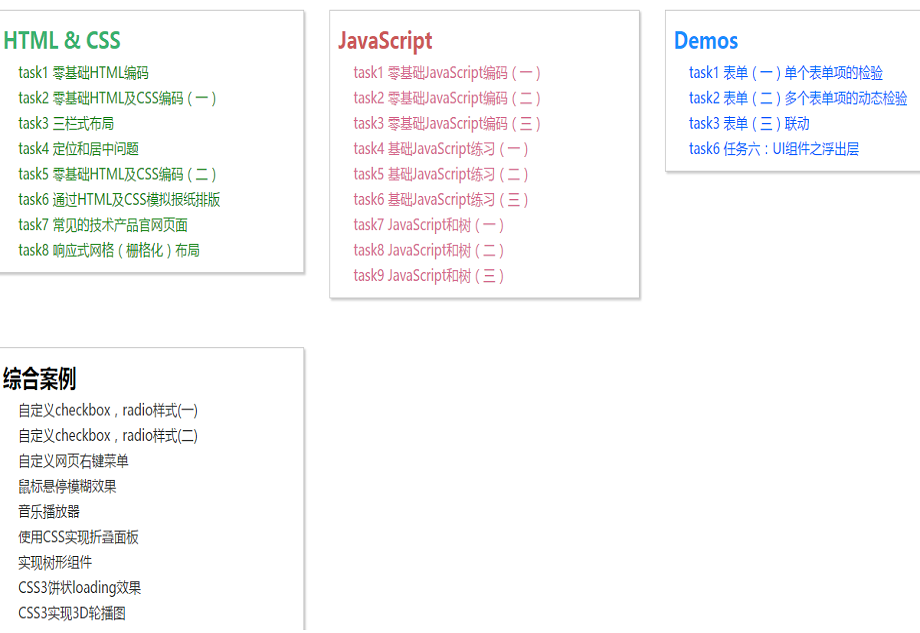 HTML & CSS
task1 零基础HTML编码
task2 零基础HTML及CSS编码（一）
task3 三栏式布局
task4 定位和居中问题
task5 零基础HTML及CSS编码（二）
task6 通过HTML及CSS模拟报纸排版
task7 常见的技术产品官网页面
task8 响应式网格（栅格化）布局
JavaScript
task1 零基础JavaScript编码（一）
task2 零基础JavaScript编码（二）
task3 零基础JavaScript编码（三）
task4 基础JavaScript练习（一）
task5 基础JavaScript练习（二）
task6 基础JavaScript练习（三）
task7 JavaScript和树（一）
task8 JavaScript和树（二）
task9 JavaScript和树（三）
Demos
task1 表单（一）单个表单项的检验
task2 表单（二）多个表单项的动态检验
task3 表单（三）联动
task6 任务六：UI组件之浮出层
综合案例
自定义checkbox，radio样式(一)
自定义checkbox，radio样式(二)
自定义网页右键菜单
鼠标悬停模糊效果
音乐播放器
使用CSS实现折叠面板
实现树形组件
CSS3饼状loading效果
CSS3实现3D轮播图